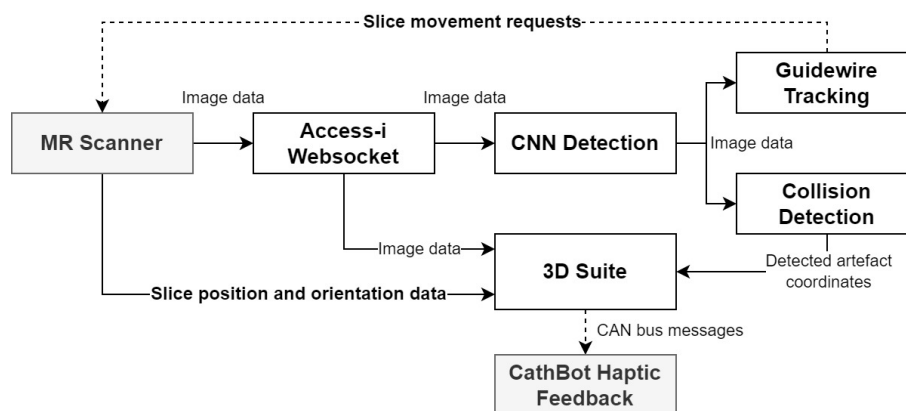 Slice movement requests
Guidewire
Tracking
Image data
Image data
MR Scanner
Access-i
Websocket
CNN Detection
Image data
Collision
Detection
Image data
3D Suite
Detected artefact
coordinates
Slice position and orientation data
CAN bus messages
CathBot Haptic
Feedback